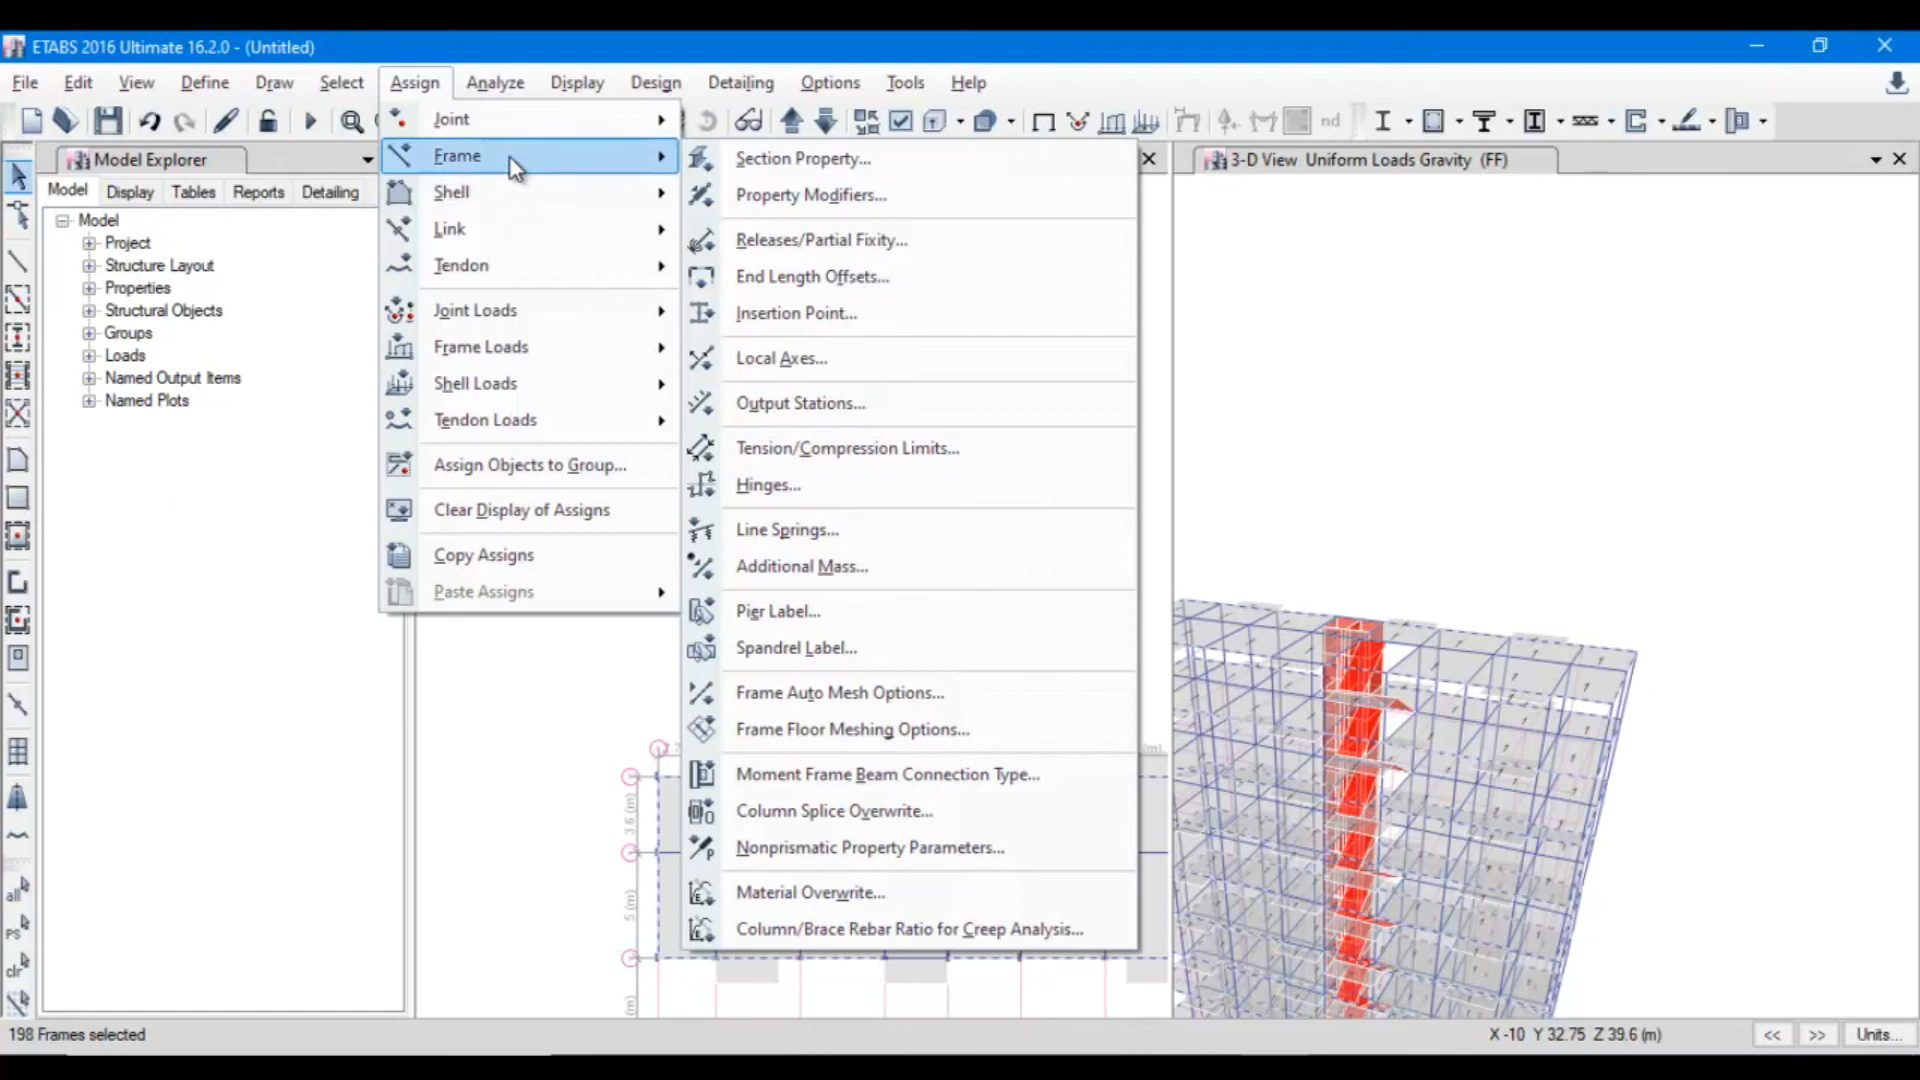 ETABS 2016 Ultimate 16.2.0 - (Untitled)
File Edit View Define Draw Select Assign Analyze Display Design Detailing Options Tools Help
nd
Model Explorer
Model Display Tables Reports Detailing
Model
Project
Structure Layout
Properties
Structural Objects
Groups
Loads
Named Output Items
Named Plots
all
PS
clr
Joint
Frame
Shell
Link
Tendon
Joint Loads
Frame Loads
Shell Loads
Tendon Loads
Assign Objects to Group...
Clear Display of Assigns
Copy Assigns
Paste Assigns
Section Property...
Property Modifiers...
Releases/Partial Fixity...
End Length Offsets...
Insertion Point...
Local Axes...
Output Stations...
Tension/Compression Limits...
Hinges...
Line Springs...
Additional Mass...
Pier Label...
Spandrel Label...
Frame Auto Mesh Options...
Frame Floor Meshing Options...
Moment Frame Beam Connection Type...
Column Splice Overwrite...
Nonprismatic Property Parameters...
Material Overwrite...
Column/Brace Rebar Ratio for Creep Analysis...
3-D View Uniform Loads Gravity (FF)
(m)
3.6 (m)
5 (m)
(m)
198 Frames selected
X -10 Y 32.75 Z 39.6 (m)
<< >> Units...